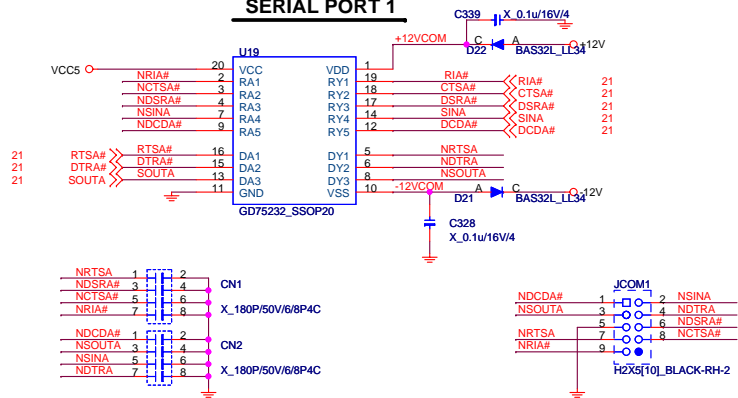 SERIAL PORT 1
C339 X_0.1u/16V/4
+12VCOM
D22 C A BAS32L_LL34 +12V
U19
VCC5 20 VCC VDD 1
NRIA# 2 RA1 RY1 19 RIA# RIA# 21
NCTSA# 3 RA2 RY2 18 CTSA# CTSA# 21
NDSRA# 4 RA3 RY3 17 DSRA# DSRA# 21
NSINA 7 RA4 RY4 14 SINA SINA 21
NDCDA# 9 RA5 RY5 12 DCDA# DCDA# 21
21 RTSA# RTSA# 16 DA1 DY1 5 NRTSA
21 DTRA# DTRA# 15 DA2 DY2 6 NDTRA
21 SOUTA SOUTA 13 DA3 DY3 8 NSOUTA
11 GND VSS 10 -12VCOM A C -12V
D21 BAS32L_LL34
GD75232_SSOP20
C328
X_0.1u/16V/4
NRTSA 1 2
NDSRA# 3 4 CN1
NCTSA# 5 6
NRIA# 7 8 X_180P/50V/6/8P4C
NDCDA# 1 2
NSOUTA 3 4 CN2
NSINA 5 6
NDTRA 7 8 X_180P/50V/6/8P4C
JCOM1
NDCDA# 1 2 NSINA
NSOUTA 3 4 NDTRA
5 6 NDSRA#
NRTSA 7 8 NCTSA#
NRIA# 9
H2X5[10]_BLACK-RH-2